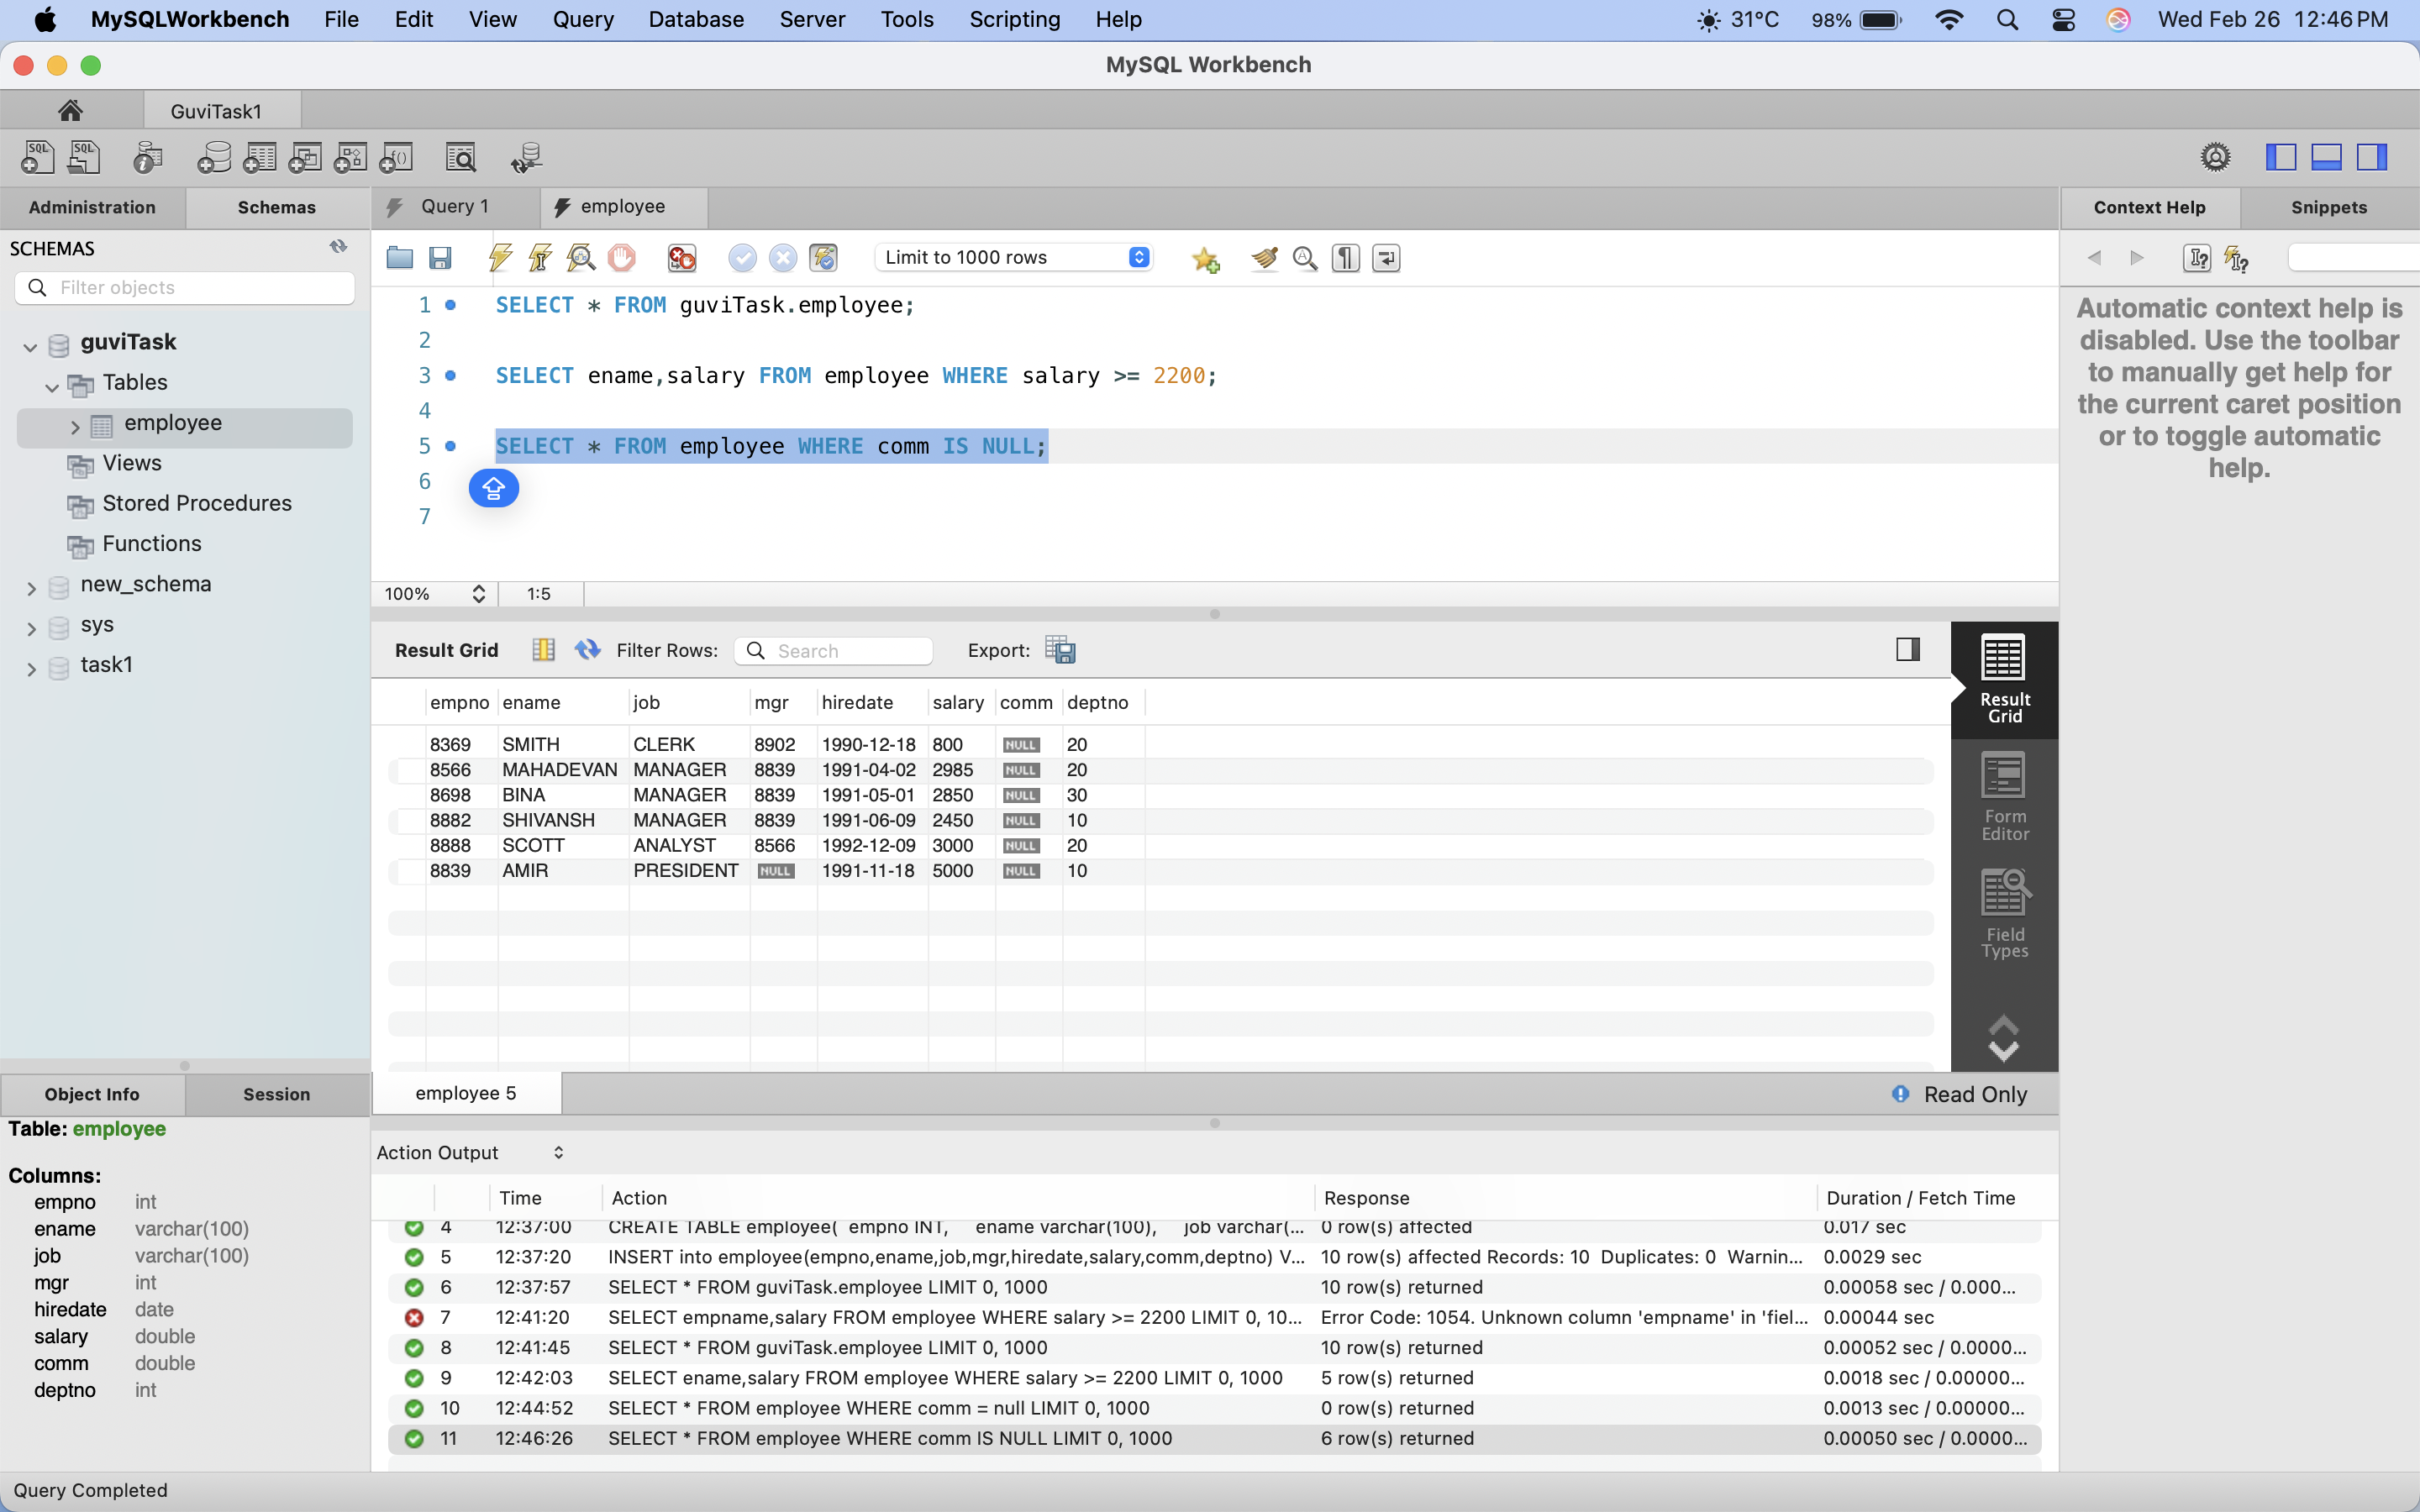 MySQLWorkbench File Edit View Query Database Server Tools Scripting Help 31°C 98% Wed Feb 26 12:46 PM
MySQL Workbench
GuviTask1
Administration Schemas
SCHEMAS
Filter objects
guviTask
Tables
employee
Views
Stored Procedures
Functions
new_schema
sys
task1
Object Info Session
Table: employee
Columns:
empno int
ename varchar(100)
job varchar(100)
mgr int
hiredate date
salary double
comm double
deptno int
Query 1 employee
Limit to 1000 rows
1 SELECT * FROM guviTask.employee;
2
3 SELECT ename,salary FROM employee WHERE salary >= 2200;
4
5 SELECT * FROM employee WHERE comm IS NULL;
6
7
100% 1:5
Result Grid Filter Rows: Search Export:
empno ename job mgr hiredate salary comm deptno
8369 SMITH CLERK 8902 1990-12-18 800 NULL 20
8566 MAHADEVAN MANAGER 8839 1991-04-02 2985 NULL 20
8698 BINA MANAGER 8839 1991-05-01 2850 NULL 30
8882 SHIVANSH MANAGER 8839 1991-06-09 2450 NULL 10
8888 SCOTT ANALYST 8566 1992-12-09 3000 NULL 20
8839 AMIR PRESIDENT NULL 1991-11-18 5000 NULL 10
Result
Grid
Form
Editor
Field
Types
employee 5 Read Only
Action Output
Time Action Response Duration / Fetch Time
4 12:37:00 CREATE TABLE employee( empno INT, ename varchar(100), job varchar(... 0 row(s) affected 0.017 sec
5 12:37:20 INSERT into employee(empno,ename,job,mgr,hiredate,salary,comm,deptno) V... 10 row(s) affected Records: 10 Duplicates: 0 Warnin... 0.0029 sec
6 12:37:57 SELECT * FROM guviTask.employee LIMIT 0, 1000 10 row(s) returned 0.00058 sec / 0.000...
7 12:41:20 SELECT empname,salary FROM employee WHERE salary >= 2200 LIMIT 0, 10... Error Code: 1054. Unknown column 'empname' in 'fiel... 0.00044 sec
8 12:41:45 SELECT * FROM guviTask.employee LIMIT 0, 1000 10 row(s) returned 0.00052 sec / 0.0000...
9 12:42:03 SELECT ename,salary FROM employee WHERE salary >= 2200 LIMIT 0, 1000 5 row(s) returned 0.0018 sec / 0.00000...
10 12:44:52 SELECT * FROM employee WHERE comm = null LIMIT 0, 1000 0 row(s) returned 0.0013 sec / 0.00000...
11 12:46:26 SELECT * FROM employee WHERE comm IS NULL LIMIT 0, 1000 6 row(s) returned 0.00050 sec / 0.0000...
Context Help Snippets
Automatic context help is
disabled. Use the toolbar
to manually get help for
the current caret position
or to toggle automatic
help.
Query Completed